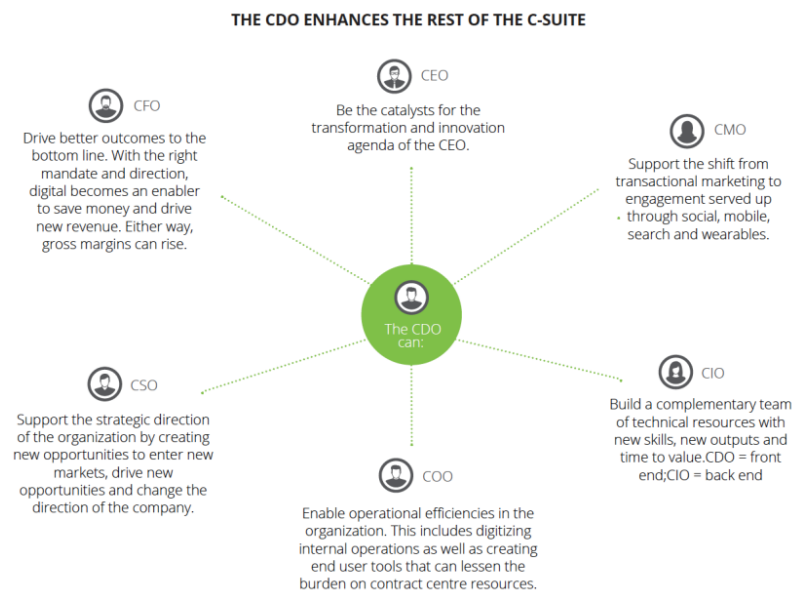 THE CDO ENHANCES THE REST OF THE C-SUITE
CEO
Be the catalysts for the
transformation and innovation
agenda of the CEO.
CFO
Drive better outcomes to the
bottom line. With the right
mandate and direction,
digital becomes an enabler
to save money and drive
new revenue. Either way,
gross margins can rise.
CMO
Support the shift from
transactional marketing to
engagement served up
through social, mobile,
search and wearables.
The CDO
can:
CSO
Support the strategic direction
of the organization by creating
new opportunities to enter new
markets, drive new
opportunities and change the
direction of the company.
CIO
Build a complementary team
of technical resources with
new skills, new outputs and
time to value.CDO = front
end;CIO = back end
COO
Enable operational efficiencies in the
organization. This includes digitizing
internal operations as well as creating
end user tools that can lessen the
burden on contract centre resources.